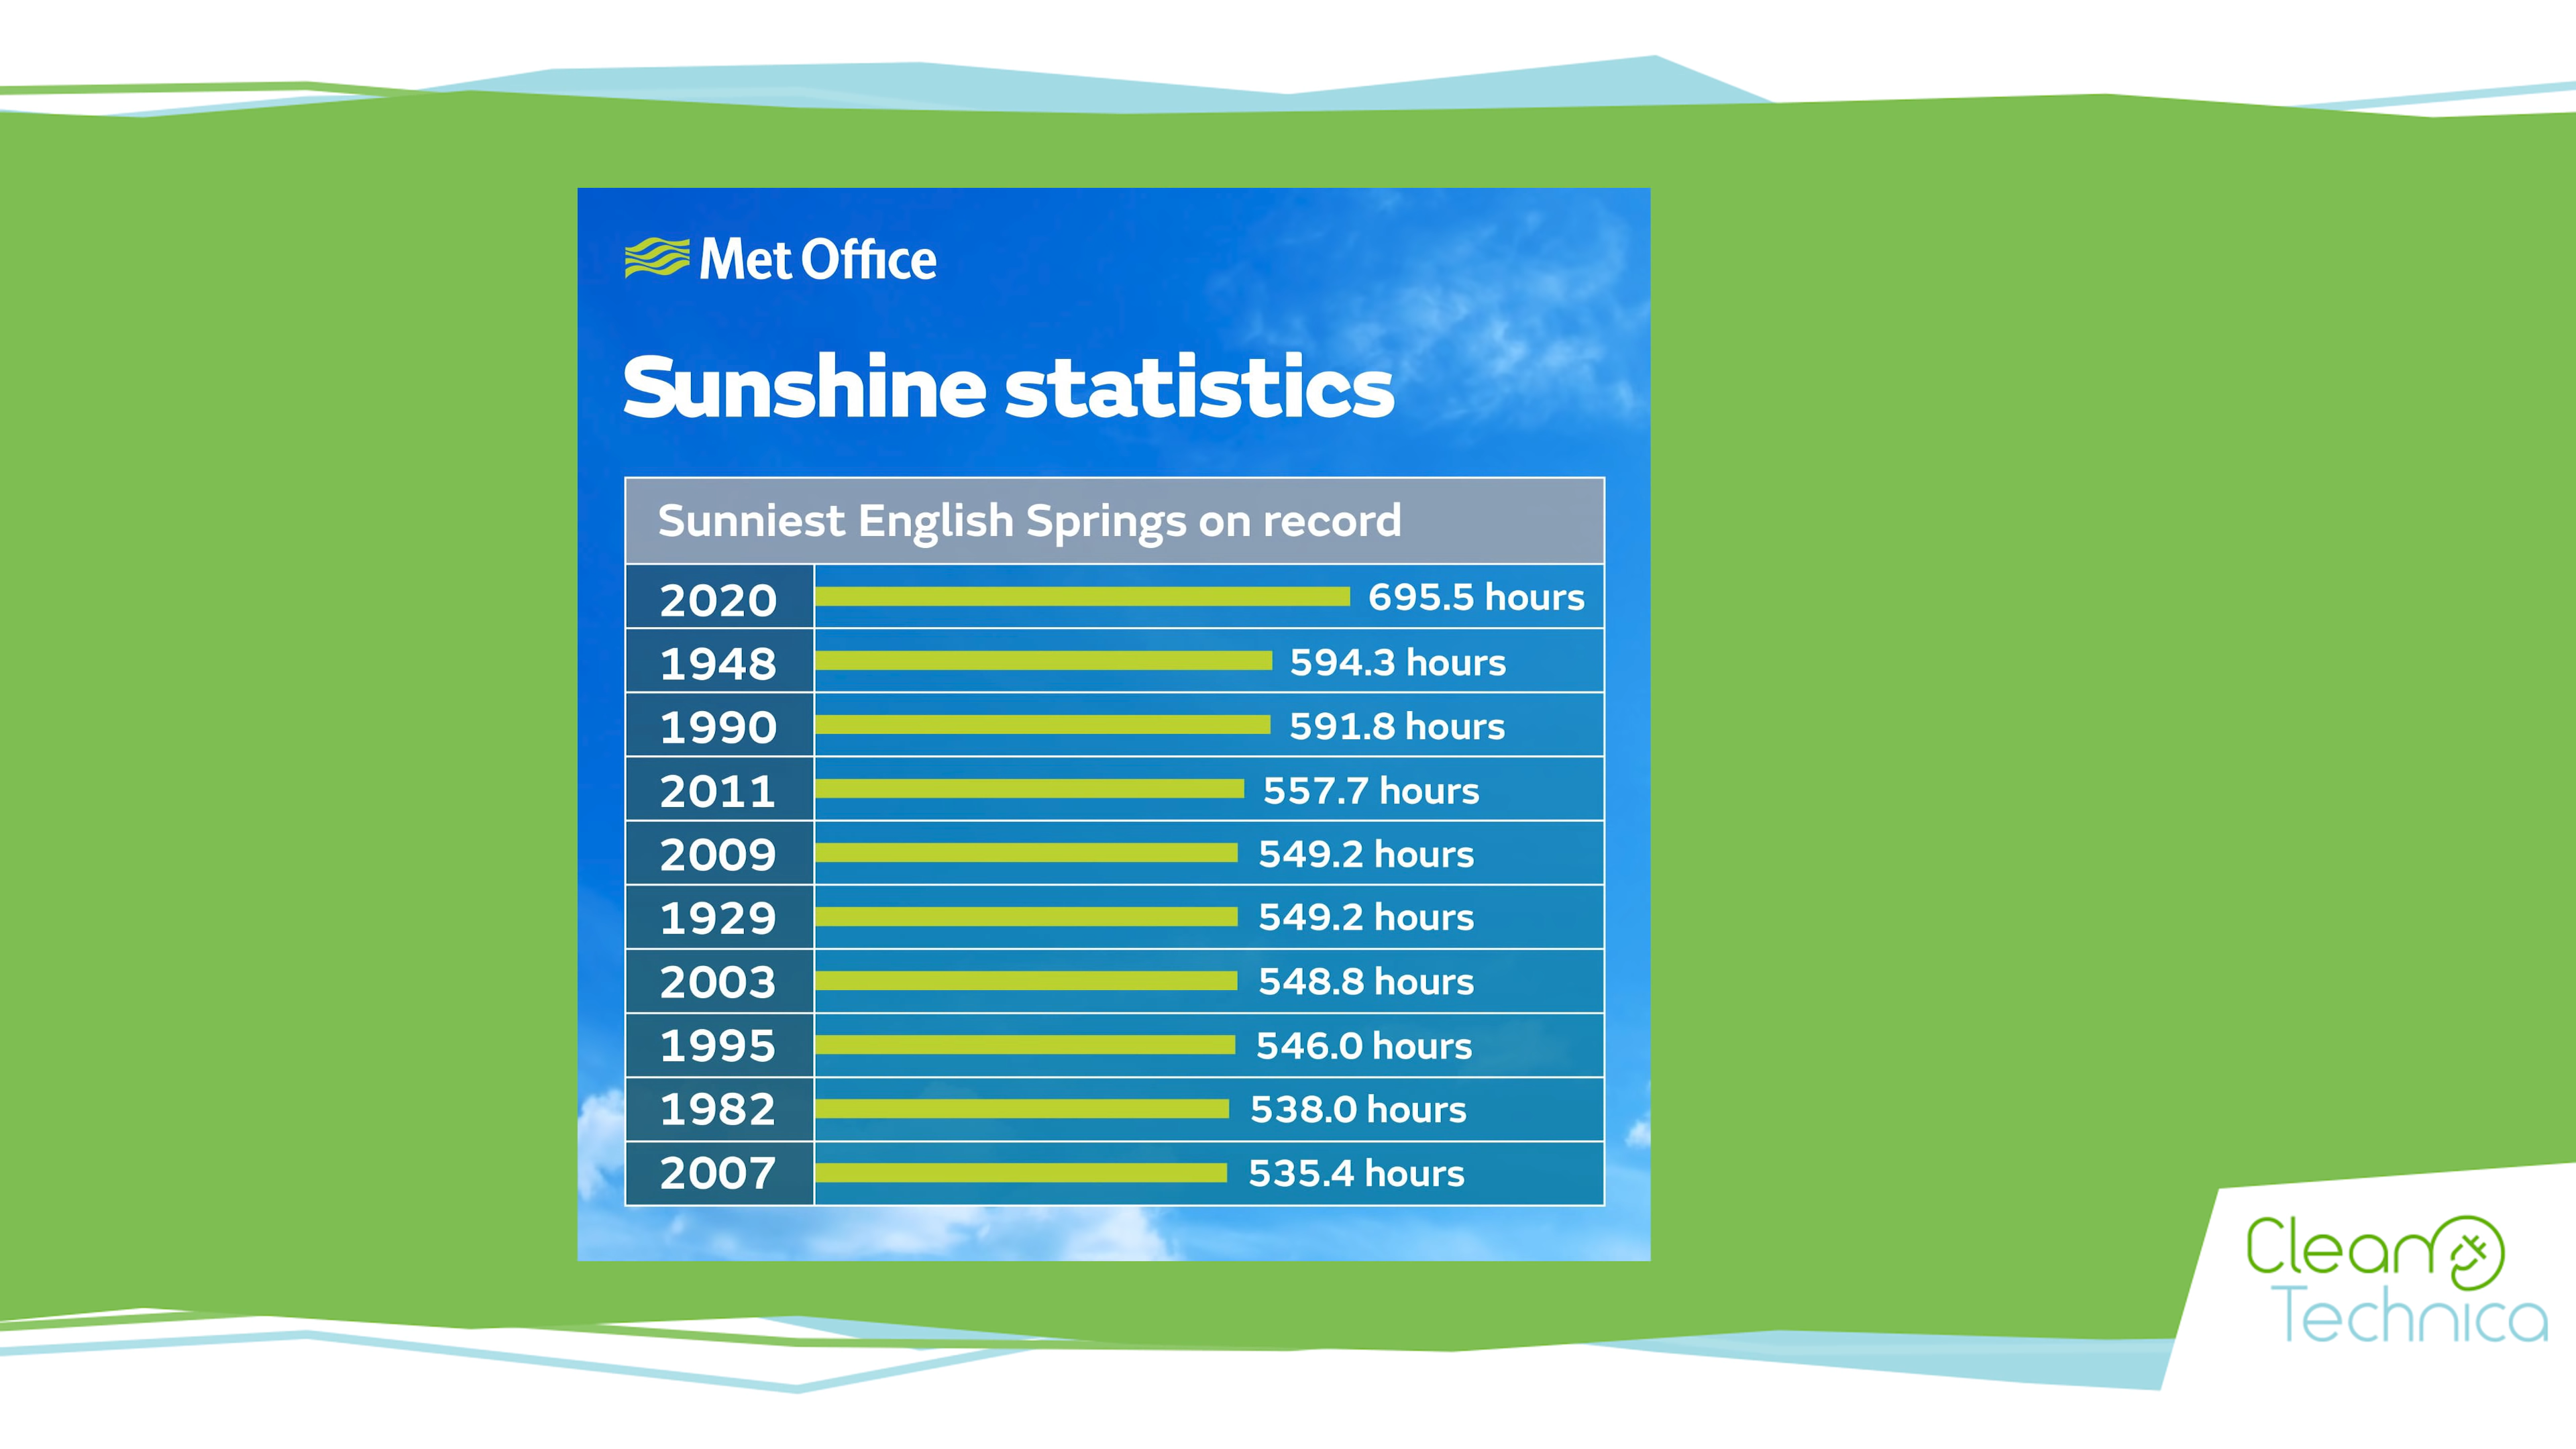 Met Office
Sunshine statistics
Sunniest English Springs on record
2020 695.5 hours
1948 594.3 hours
1990 591.8 hours
2011 557.7 hours
2009 549.2 hours
1929 549.2 hours
2003 548.8 hours
1995 546.0 hours
1982 538.0 hours
2007 535.4 hours
Clean
Technica